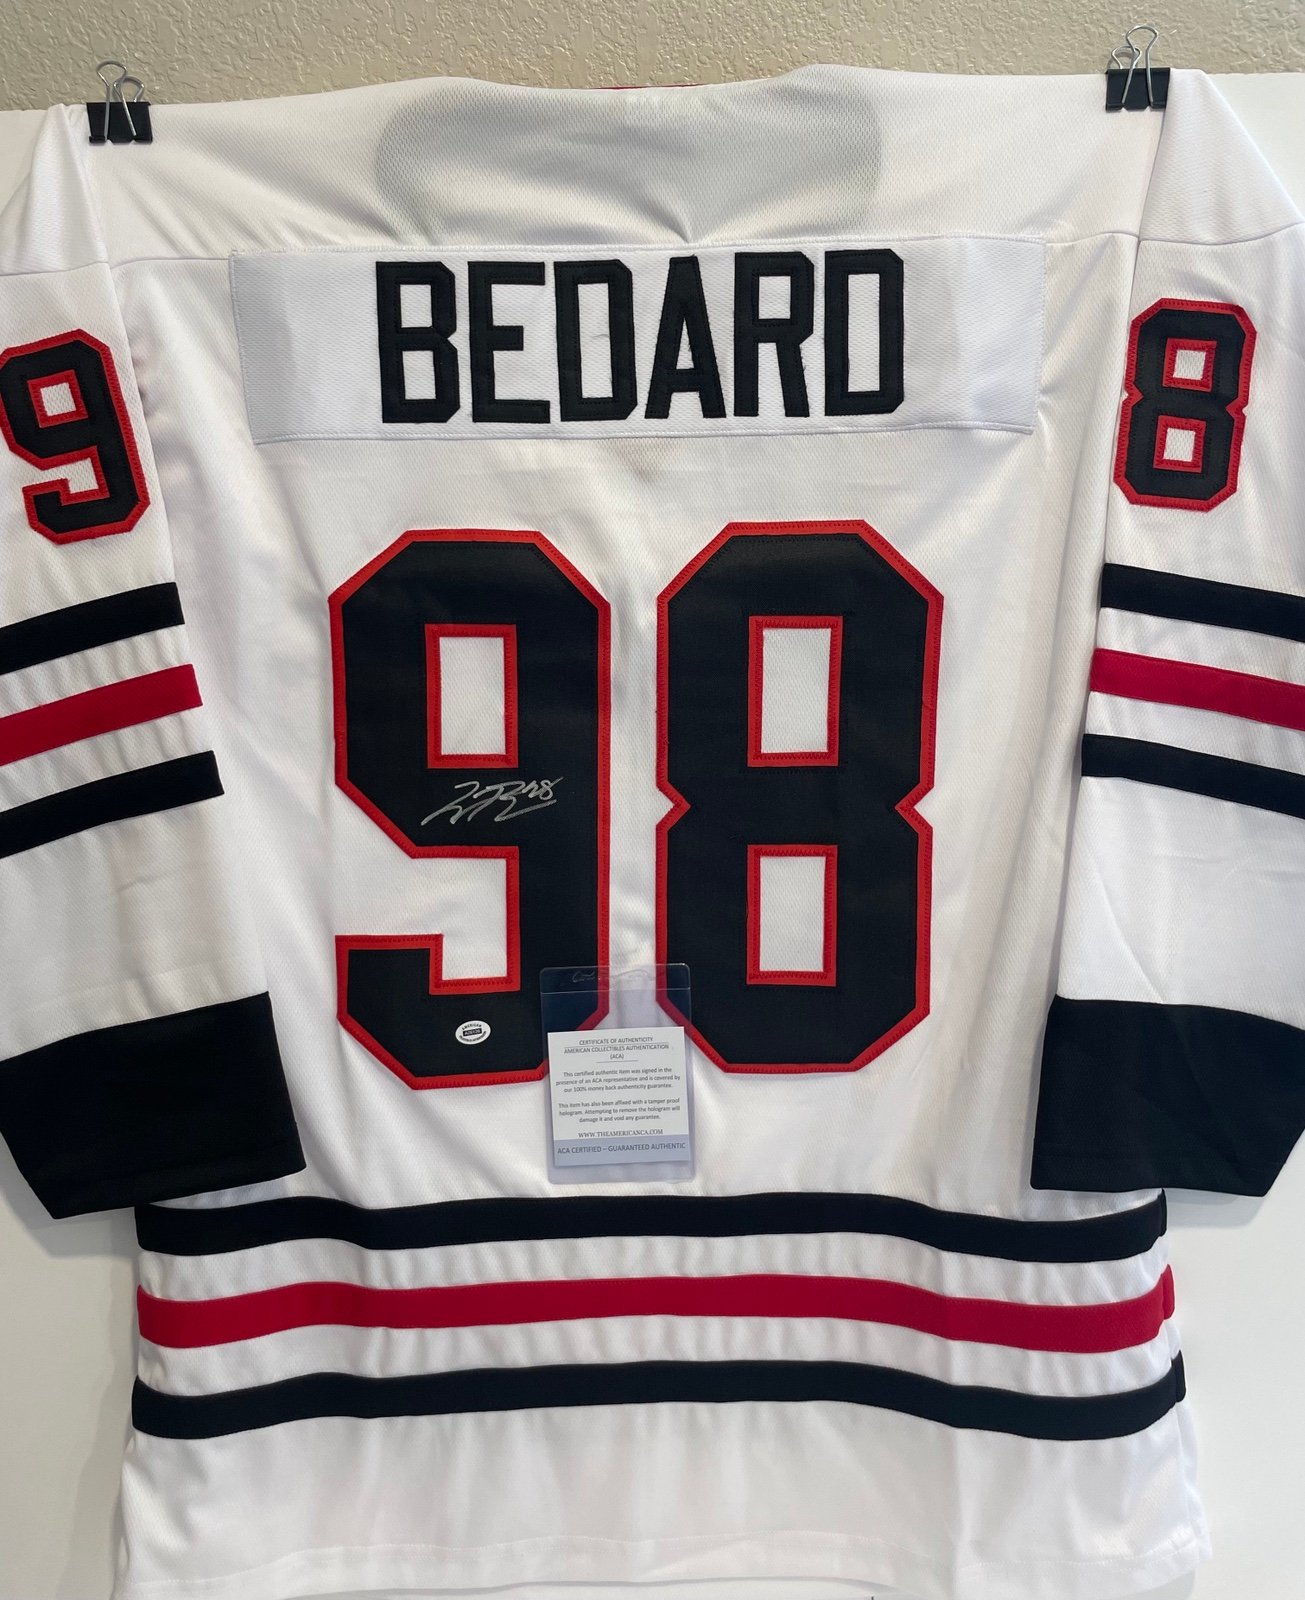 BEDARD
9
8
98
98
CERTIFICATE OF AUTHENTICITY
AMERICAN COLLECTIBLES AUTHENTICATION
(ACA)
This certified authentic item was signed in the
presence of an ACA representative and is covered by
our 100% money back authenticity guarantee.
This item has also been affixed with a tamper proof
hologram. Attempting to remove the hologram will
damage it and void any guarantee.
WWW.THEAMERICANCA.COM
ACA CERTIFIED – GUARANTEED AUTHENTIC